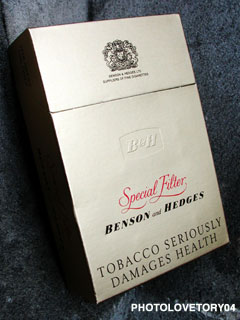 BENSON & HEDGES LTD
SUPPLIERS OF FINE CIGARETTES
B&H
Special Filter
BENSON and HEDGES
TOBACCO SERIOUSLY
DAMAGES HEALTH
PHOTOLOVETORY04